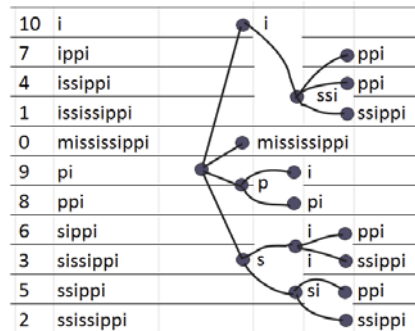 10 i i
7 ippi ppi
4 issippi ssi ppi
1 ississippi ssippi
0 mississippi mississippi
9 pi p i
8 ppi pi
6 sippi i ppi
3 sissippi s i ssippi
5 ssippi si ppi
2 ssissippi ssippi